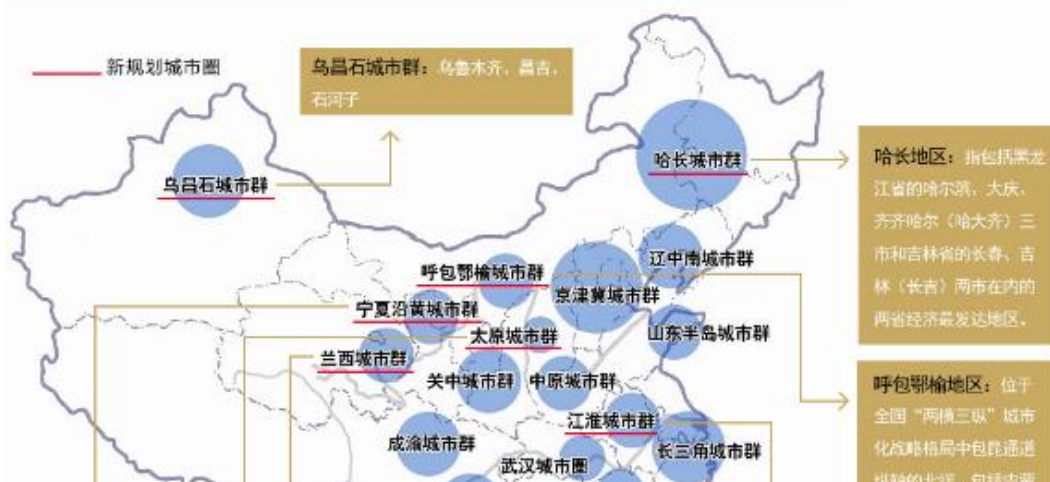 新规划城市圈
乌昌石城市群：乌鲁木齐、昌吉、
石河子
哈长城市群
哈长地区：指包括黑龙
江省的哈尔滨、大庆、
齐齐哈尔（哈大齐）三
市和吉林省的长春、吉
林（长吉）两市在内的
两省经济最发达地区。
乌昌石城市群
辽中南城市群
呼包鄂榆城市群
京津冀城市群
宁夏沿黄城市群
太原城市群
山东半岛城市群
兰西城市群
关中城市群
中原城市群
呼包鄂榆地区：位于
全国“两横三纵”城市
化战略格局中包昆通道
江淮城市群
成渝城市群
长三角城市群
武汉城市圈